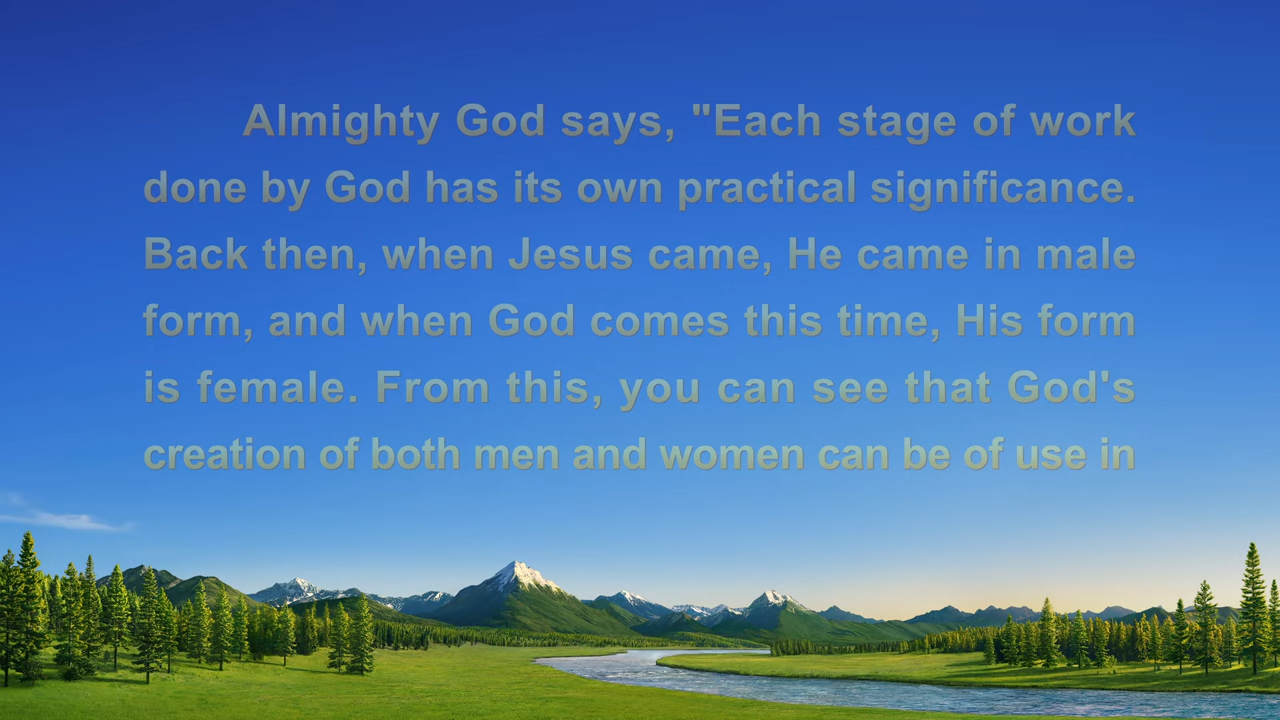 Almighty God says, "Each stage of work
done by God has its own practical significance.
Back then, when Jesus came, He came in male
form, and when God comes this time, His form
is female. From this, you can see that God's
creation of both men and women can be of use in